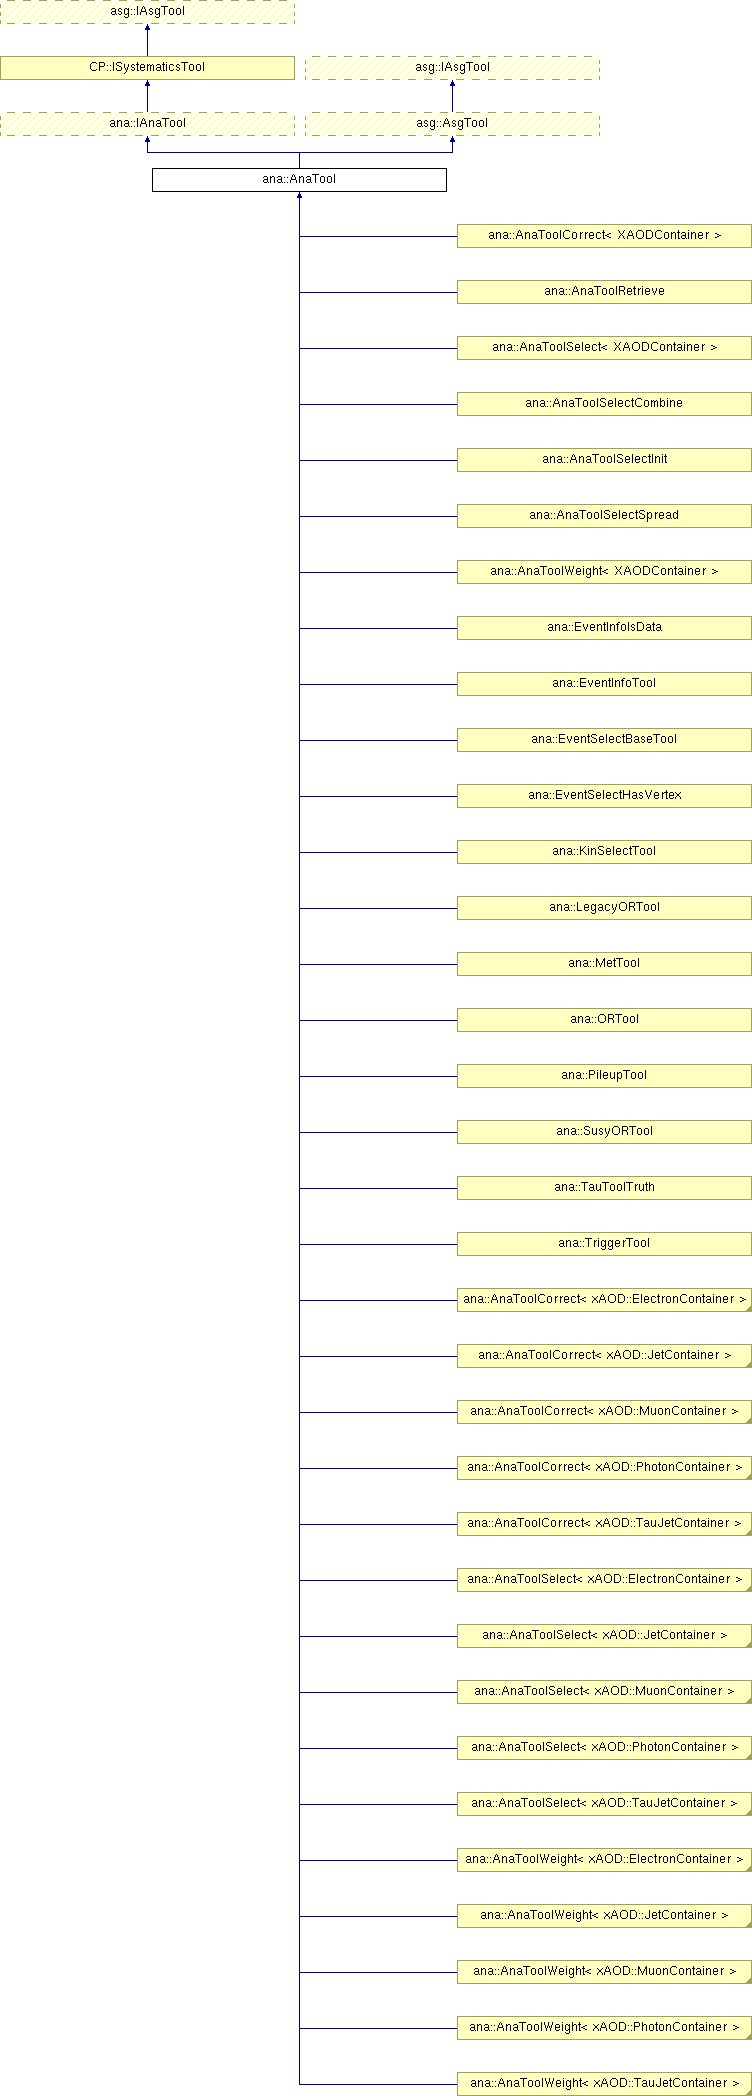 asg::IAsgTool
CP::ISystematicsTool
asg::IAsgTool
ana::IAnaTool
asg::AsgTool
ana::AnaTool
ana::AnaToolCorrect< XAODContainer >
ana::AnaToolRetrieve
ana::AnaToolSelect< XAODContainer >
ana::AnaToolSelectCombine
ana::AnaToolSelectInit
ana::AnaToolSelectSpread
ana::AnaToolWeight< XAODContainer >
ana::EventInfoIsData
ana::EventInfoTool
ana::EventSelectBaseTool
ana::EventSelectHasVertex
ana::KinSelectTool
ana::LegacyORTool
ana::MetTool
ana::ORTool
ana::PileupTool
ana::SusyORTool
ana::TauToolTruth
ana::TriggerTool
ana::AnaToolCorrect< xAOD::ElectronContainer >
ana::AnaToolCorrect< xAOD::JetContainer >
ana::AnaToolCorrect< xAOD::MuonContainer >
ana::AnaToolCorrect< xAOD::PhotonContainer >
ana::AnaToolCorrect< xAOD::TauJetContainer >
ana::AnaToolSelect< xAOD::ElectronContainer >
ana::AnaToolSelect< xAOD::JetContainer >
ana::AnaToolSelect< xAOD::MuonContainer >
ana::AnaToolSelect< xAOD::PhotonContainer >
ana::AnaToolSelect< xAOD::TauJetContainer >
ana::AnaToolWeight< xAOD::ElectronContainer >
ana::AnaToolWeight< xAOD::JetContainer >
ana::AnaToolWeight< xAOD::MuonContainer >
ana::AnaToolWeight< xAOD::PhotonContainer >
ana::AnaToolWeight< xAOD::TauJetContainer >